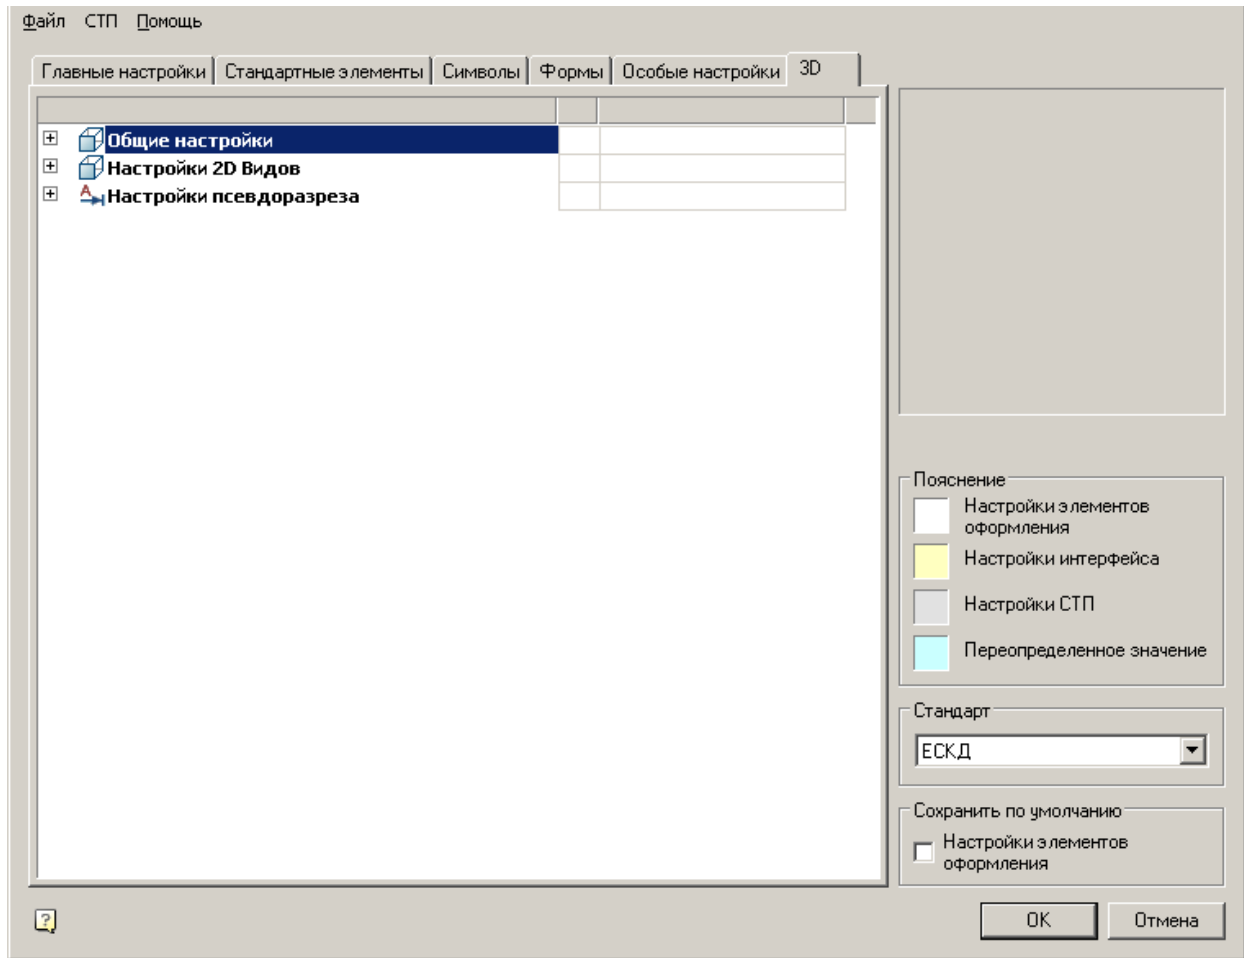 Файл СТП Помощь
Главные настройки Стандартные элементы Символы Формы Особые настройки 3D
Общие настройки
Настройки 2D Видов
Настройки псевдоразреза
Пояснение
Настройки элементов
оформления
Настройки интерфейса
Настройки СТП
Переопределенное значение
Стандарт
ЕСКД
Сохранить по умолчанию
Настройки элементов
оформления
OK Отмена